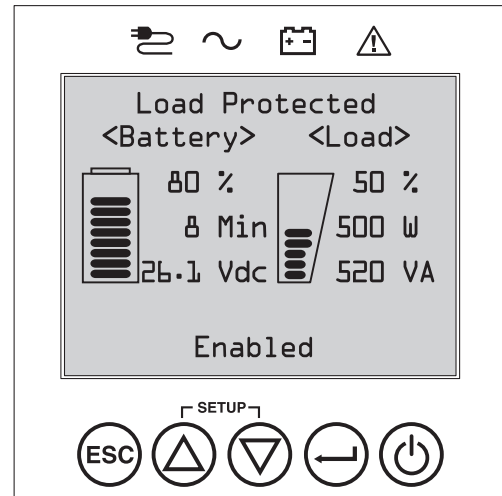 Load Protected
<Battery> <Load>
80 % 50 %
8 Min 500 W
26.1 Vdc 520 VA
Enabled
SETUP
ESC